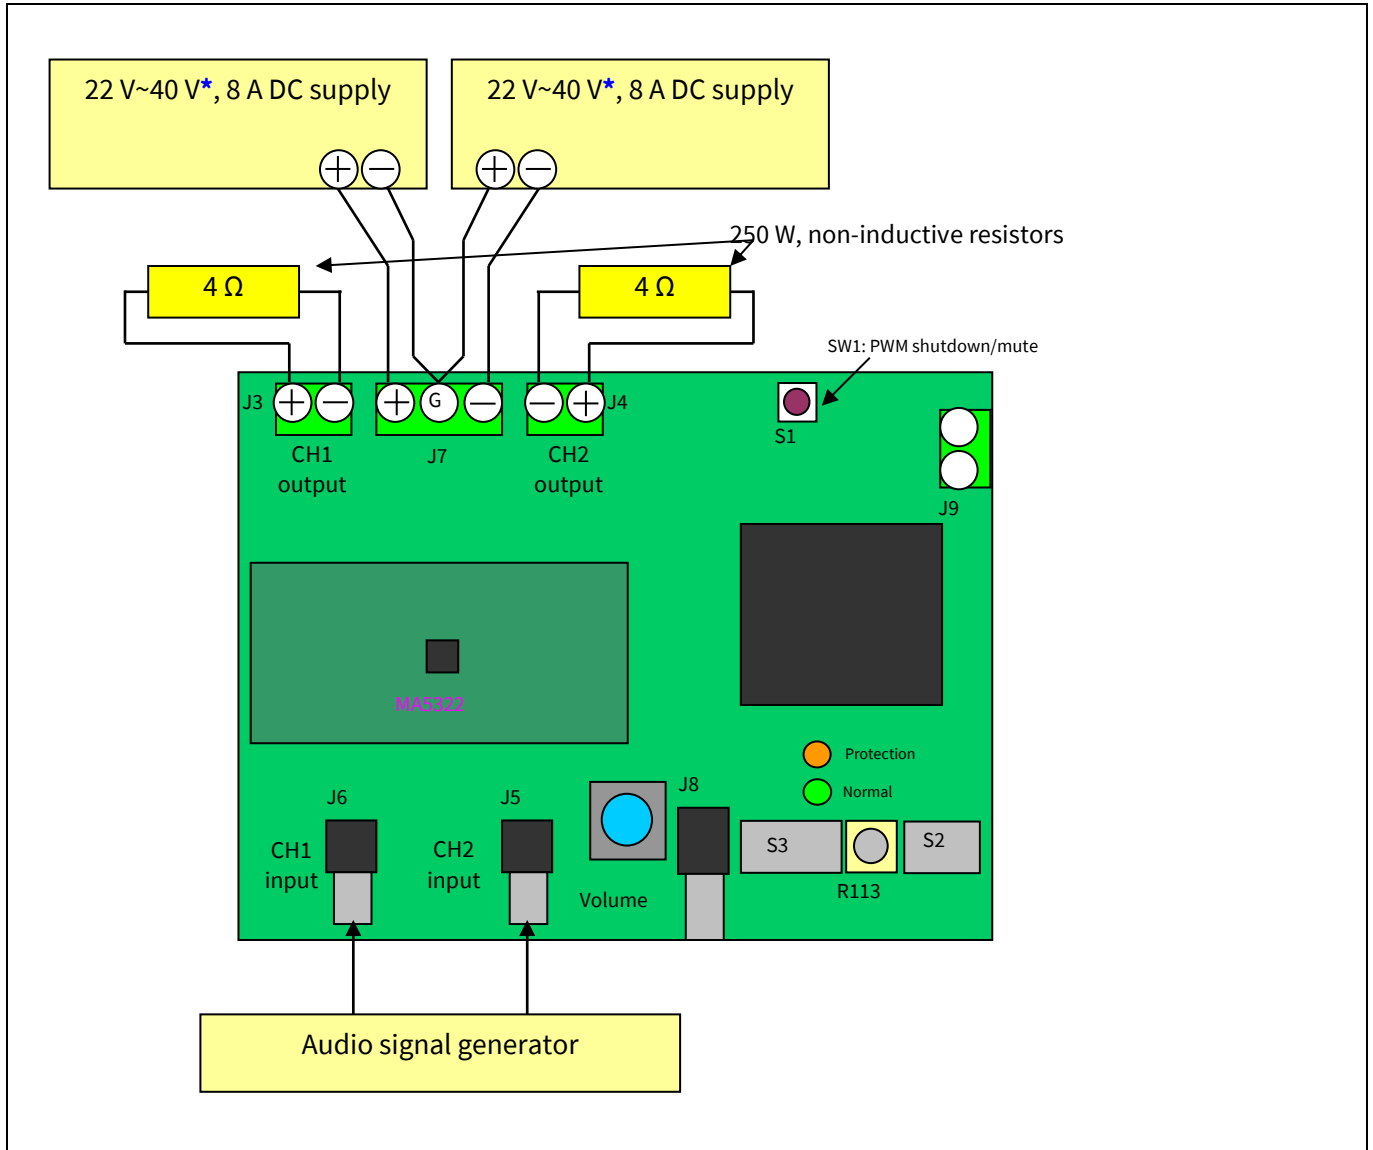 22 V~40 V*, 8 A DC supply
22 V~40 V*, 8 A DC supply
+ −
+ −
250 W, non-inductive resistors
4 Ω
4 Ω
SW1: PWM shutdown/mute
J3
+ −
+ G −
− +
J4
S1
CH1
output
J7
CH2
output
J9
MA5322
Protection
Normal
J6
J5
J8
CH1
input
CH2
input
Volume
S3
S2
R113
Audio signal generator